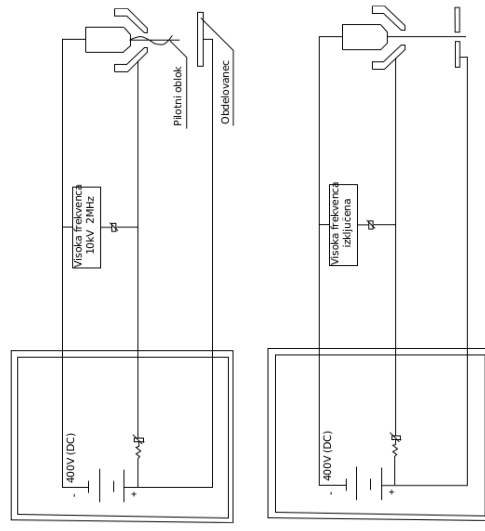 Pilotni oblok
Obdelovanec
Visoka frekvenca
10kV 2MHz
400V (DC)
-
+
Visoka frekvenca
izključena
400V (DC)
-
+